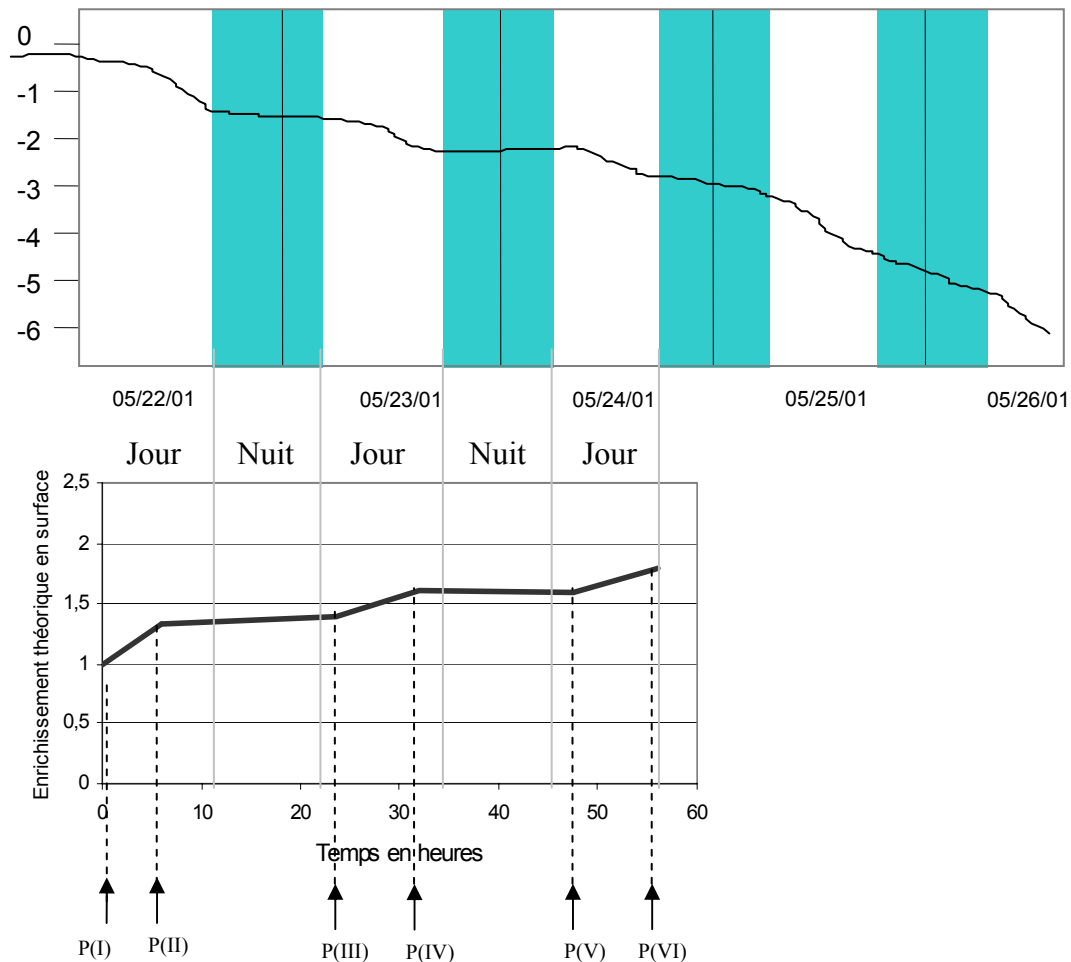 0
-1
-2
-3
-4
-5
-6
05/22/01 05/23/01 05/24/01 05/25/01 05/26/01
Jour Nuit Jour Nuit Jour
Enrichissement théorique en surface
2,5
2
1,5
1
0,5
0
0 10 20 30 40 50 60
Temps en heures
P(I) P(II) P(III) P(IV) P(V) P(VI)